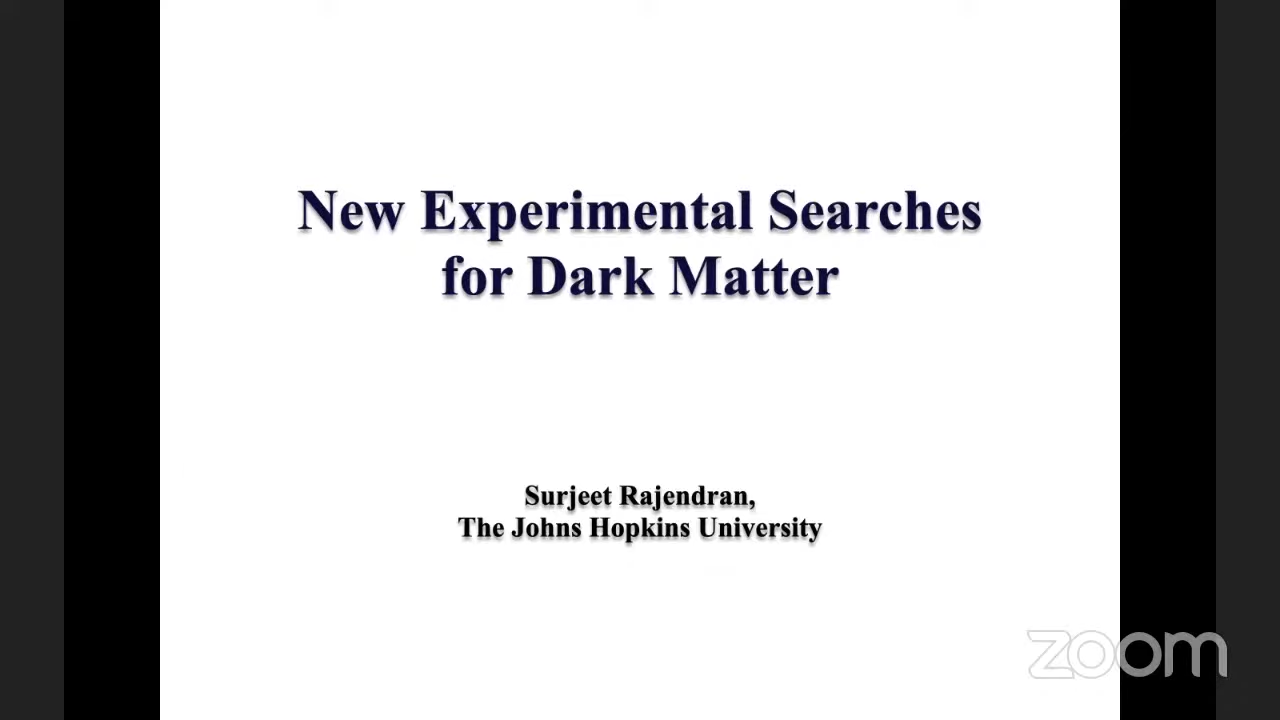 New Experimental Searches
for Dark Matter
Surjeet Rajendran,
The Johns Hopkins University
zoom